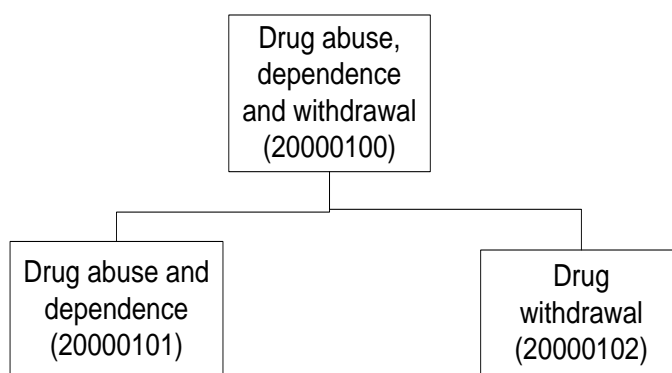 Drug abuse,
dependence
and withdrawal
(20000100)
Drug abuse and
dependence
(20000101)
Drug
withdrawal
(20000102)